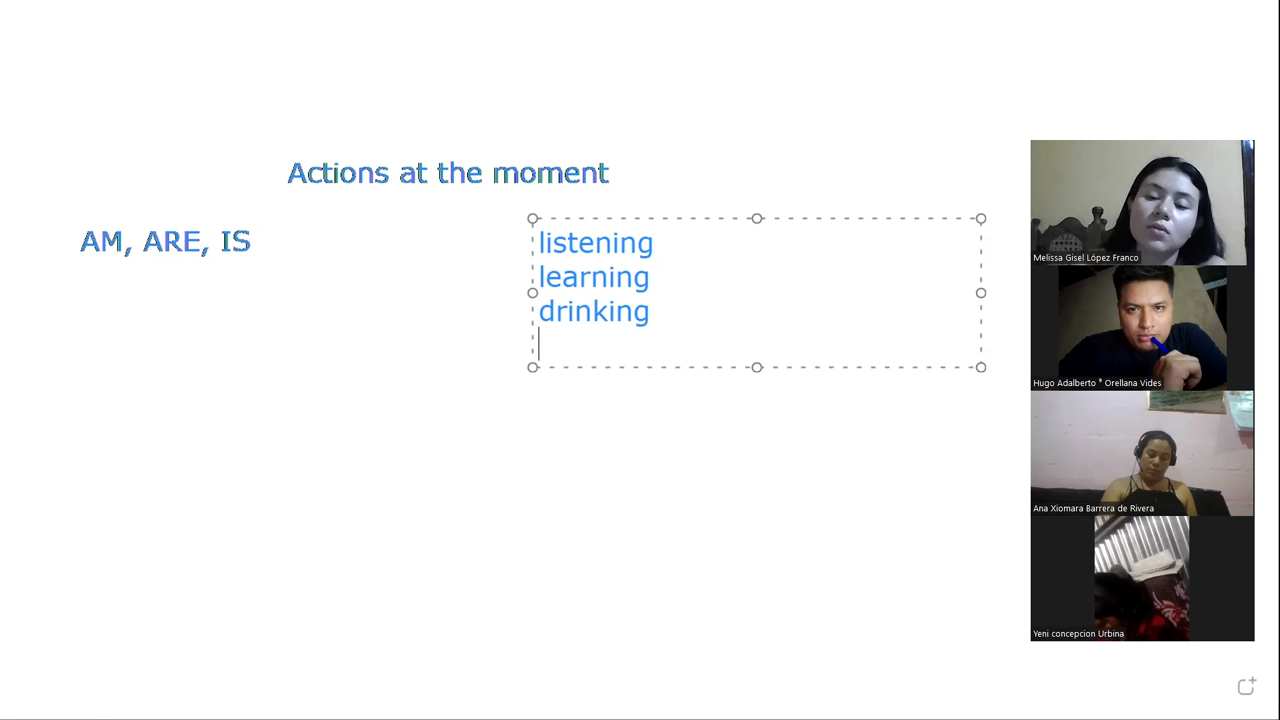 Actions at the moment
AM, ARE, IS
listening
learning
drinking
Melissa Gisel López Franco
Hugo Adalberto ° Orellana Vides
Ana Xiomara Barrera de Rivera
Yeni concepcion Urbina